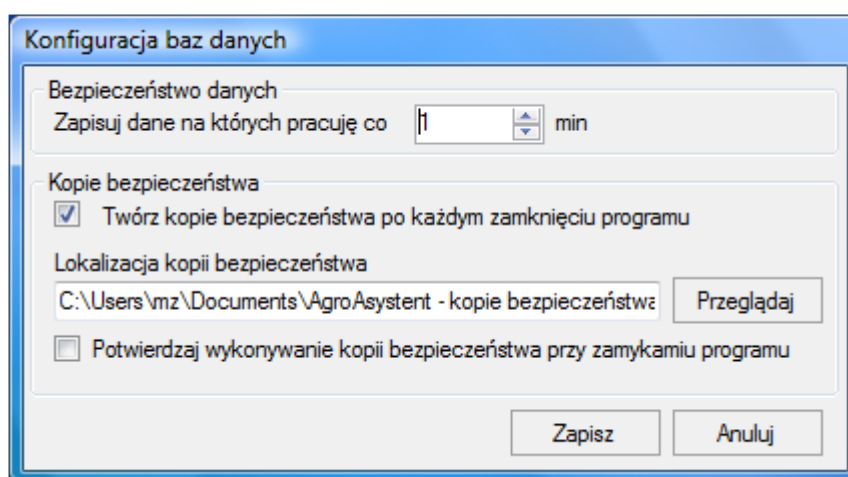 Konfiguracja baz danych
Bezpieczeństwo danych
Zapisuj dane na których pracuję co 1 min
Kopie bezpieczeństwa
Twórz kopie bezpieczeństwa po każdym zamknięciu programu
Lokalizacja kopii bezpieczeństwa
C:\Users\mz\Documents\AgroAsystent - kopie bezpieczeństwa Przeglądaj
Potwierdzaj wykonywanie kopii bezpieczeństwa przy zamykamiu programu
Zapisz Anuluj